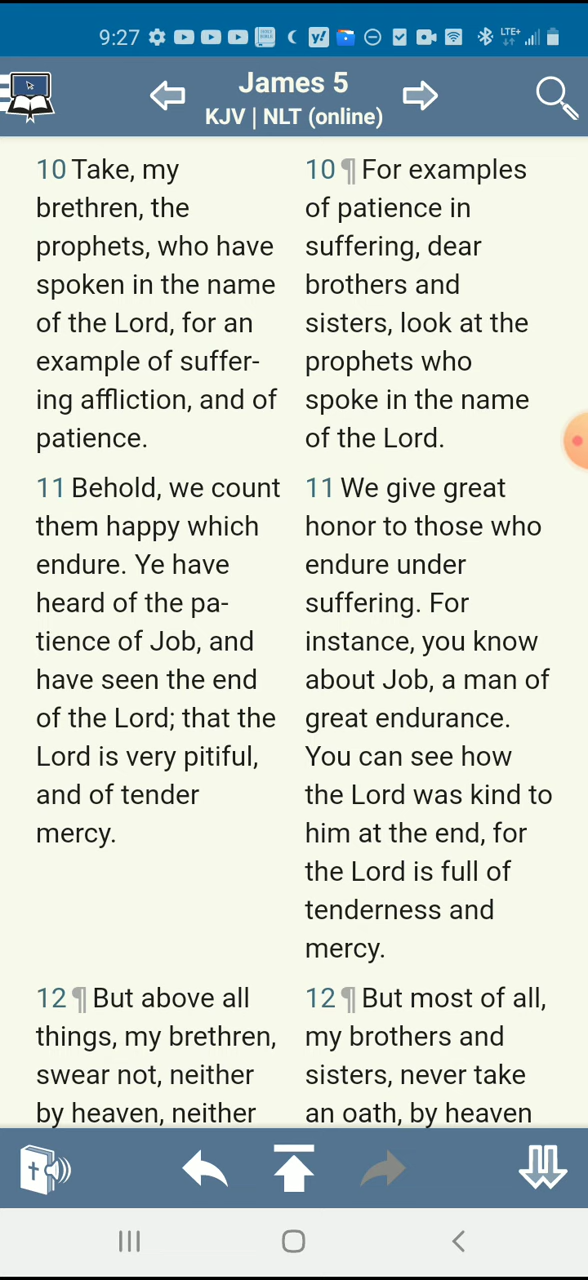 9:27
LTE+
James 5
KJV | NLT (online)
10 Take, my
brethren, the
prophets, who have
spoken in the name
of the Lord, for an
example of suffer-
ing affliction, and of
patience.
11 Behold, we count
them happy which
endure. Ye have
heard of the pa-
tience of Job, and
have seen the end
of the Lord; that the
Lord is very pitiful,
and of tender
mercy.
12 ¶ But above all
things, my brethren,
swear not, neither
by heaven, neither
10 ¶ For examples
of patience in
suffering, dear
brothers and
sisters, look at the
prophets who
spoke in the name
of the Lord.
11 We give great
honor to those who
endure under
suffering. For
instance, you know
about Job, a man of
great endurance.
You can see how
the Lord was kind to
him at the end, for
the Lord is full of
tenderness and
mercy.
12 ¶ But most of all,
my brothers and
sisters, never take
an oath, by heaven